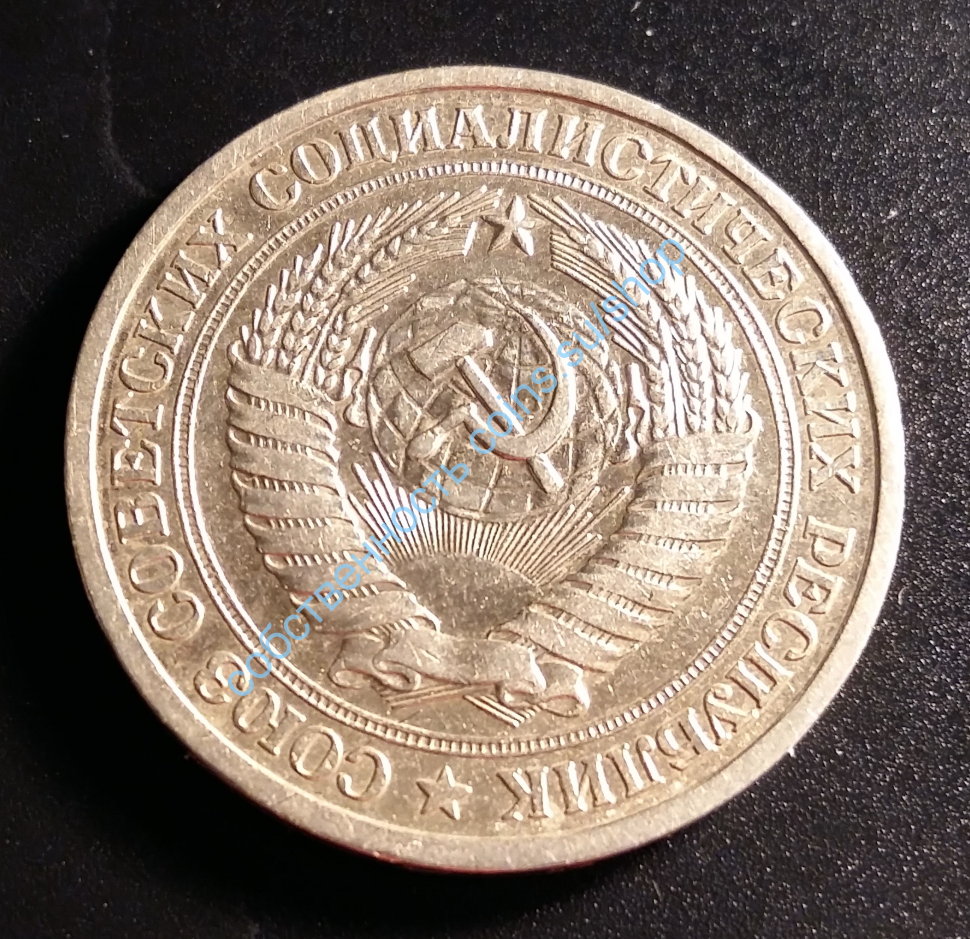 СОЮЗ СОВЕТСКИХ СОЦИАЛИСТИЧЕСКИХ РЕСПУБЛИК
собственность coins.su/shop